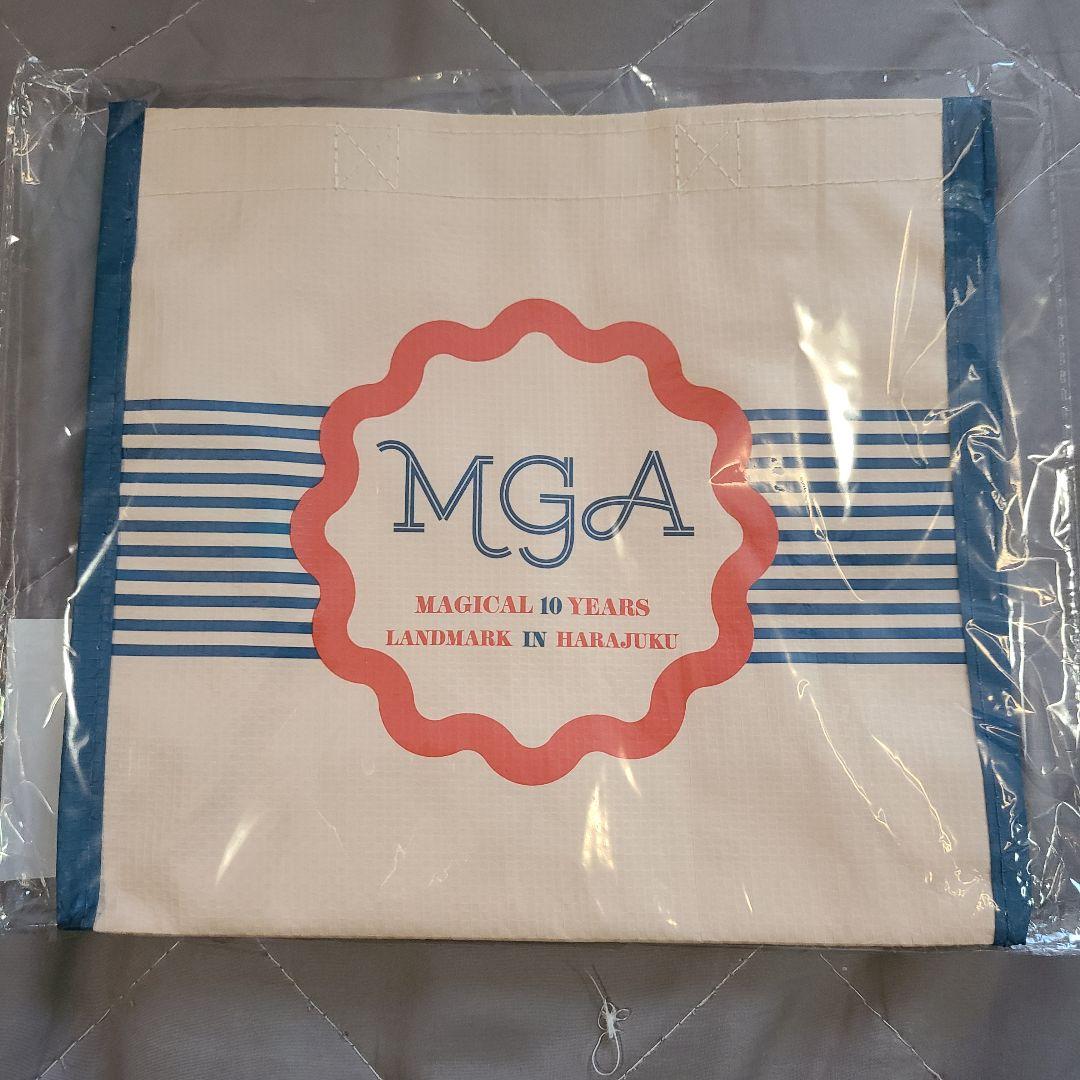 MGA
MAGICAL 10 YEARS
LANDMARK IN HARAJUKU